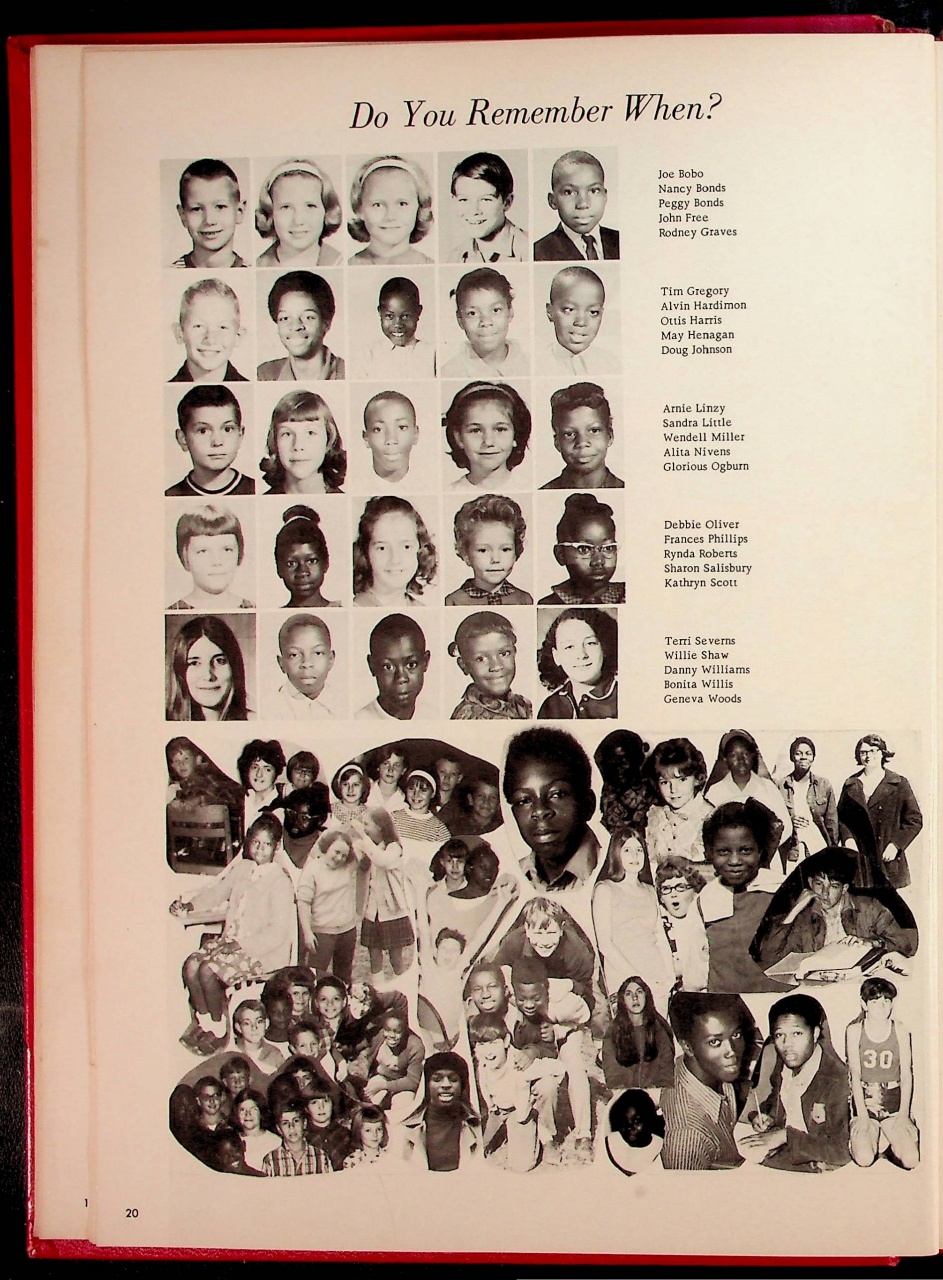 Do You Remember When?
Joe Bobo
Nancy Bonds
Peggy Bonds
John Free
Rodney Graves
Tim Gregory
Alvin Hardimon
Ottis Harris
May Henagan
Doug Johnson
Arnie Linzy
Sandra Little
Wendell Miller
Alita Nivens
Glorious Ogburn
Debbie Oliver
Frances Phillips
Rynda Roberts
Sharon Salisbury
Kathryn Scott
Terri Severns
Willie Shaw
Danny Williams
Bonita Willis
Geneva Woods
30
1
20